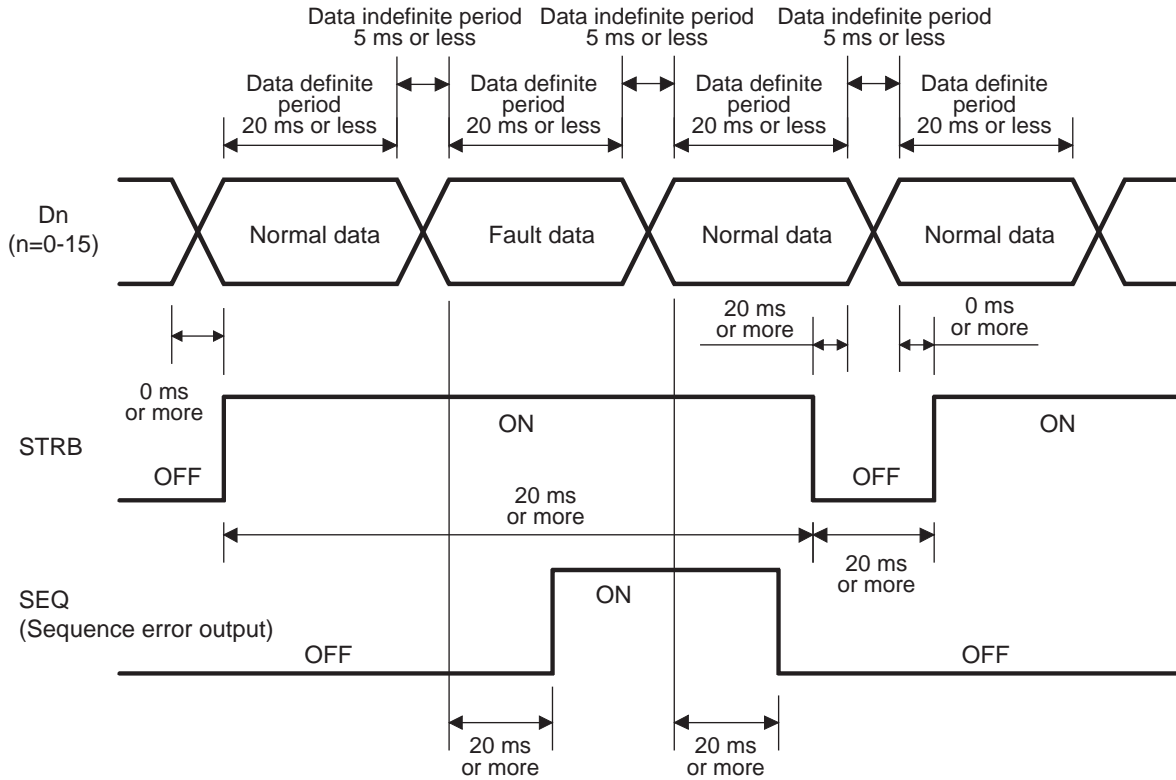 Data indefinite period
5 ms or less
Data indefinite period
5 ms or less
Data indefinite period
5 ms or less
Data definite
period
20 ms or less
Data definite
period
20 ms or less
Data definite
period
20 ms or less
Data definite
period
20 ms or less
Dn
(n=0-15)
Normal data
Fault data
Normal data
Normal data
20 ms
or more
0 ms
or more
0 ms
or more
STRB
OFF
ON
OFF
ON
20 ms
or more
20 ms
or more
SEQ
(Sequence error output)
OFF
ON
OFF
20 ms
or more
20 ms
or more